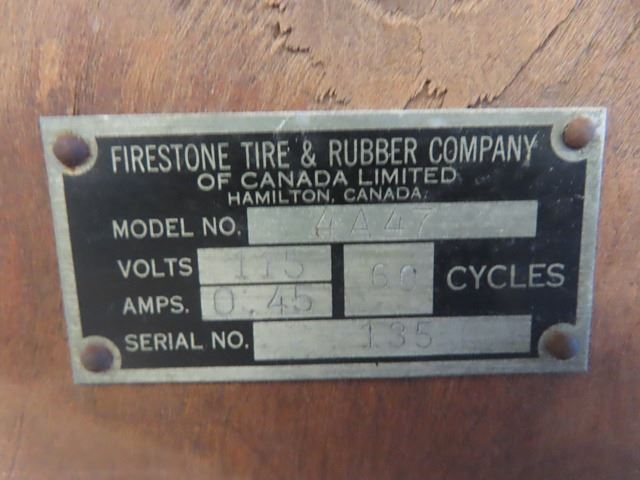 FIRESTONE TIRE & RUBBER COMPANY
OF CANADA LIMITED
HAMILTON, CANADA
MODEL NO. 4A47
VOLTS 115 60 CYCLES
AMPS. 0.45
SERIAL NO. 135